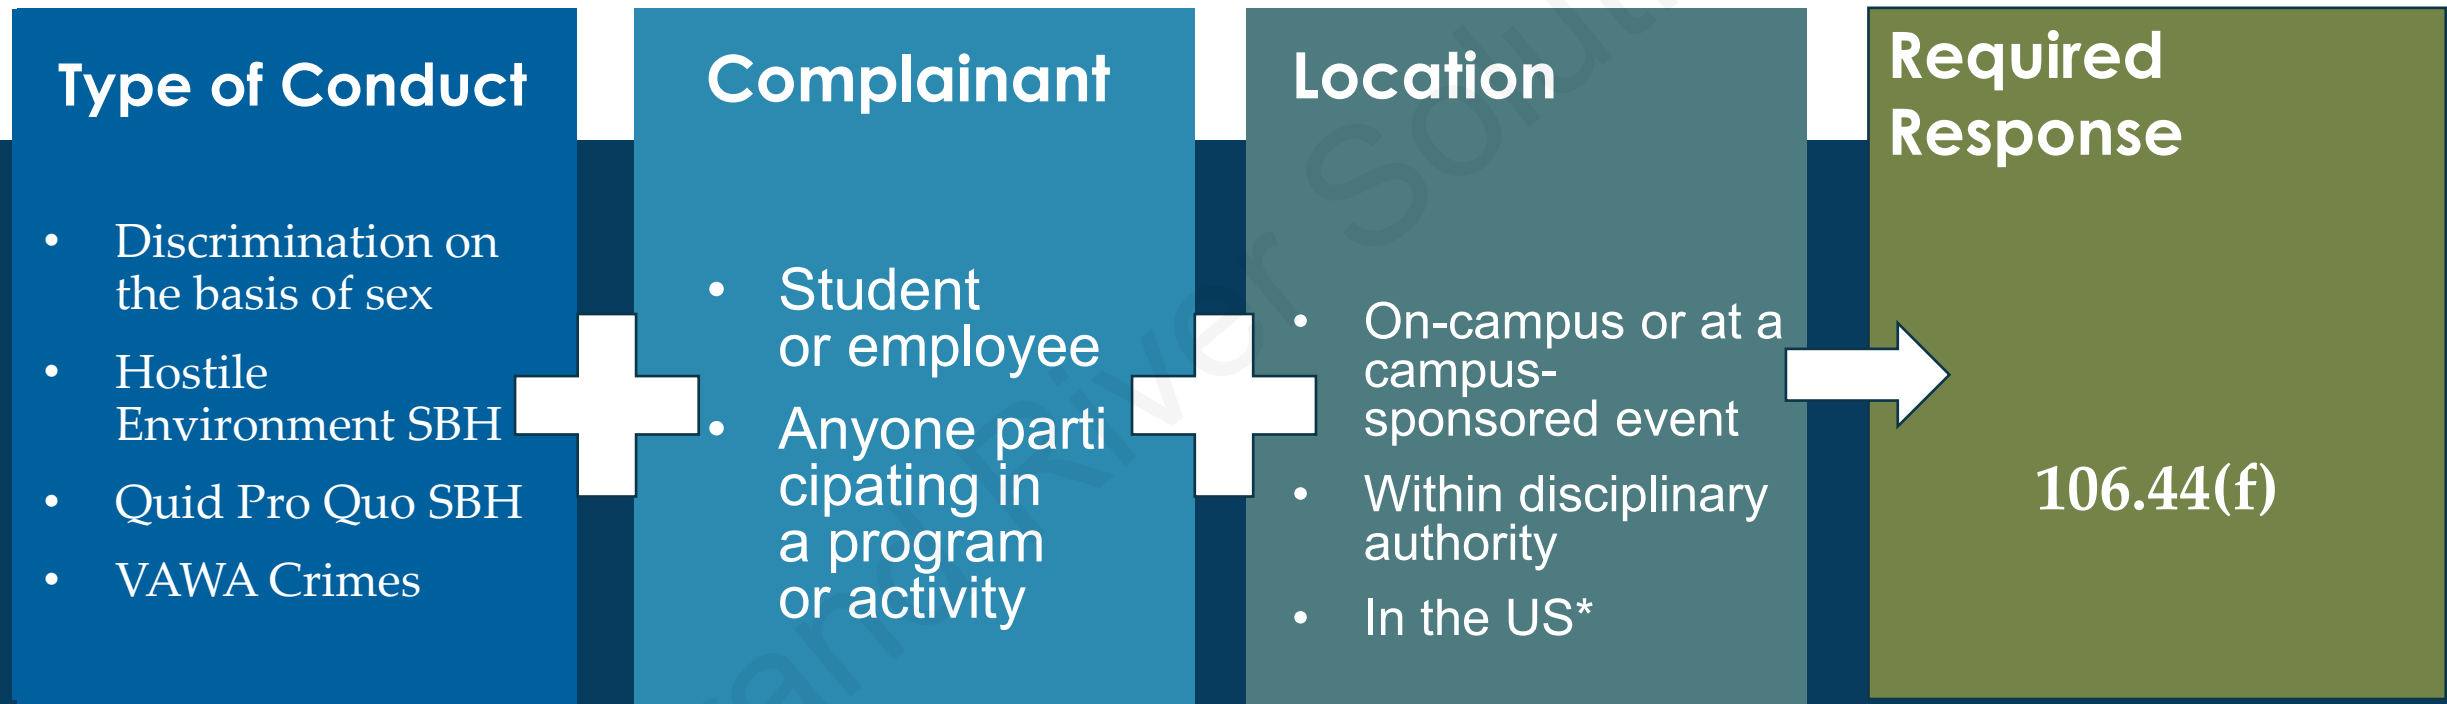 Type of Conduct
• Discrimination on
the basis of sex
• Hostile
Environment SBH
• Quid Pro Quo SBH
• VAWA Crimes
Complainant
• Student
or employee
• Anyone parti
cipating in
a program
or activity
Location
• On-campus or at a
campus-
sponsored event
• Within disciplinary
authority
• In the US*
Required
Response
106.44(f)
River